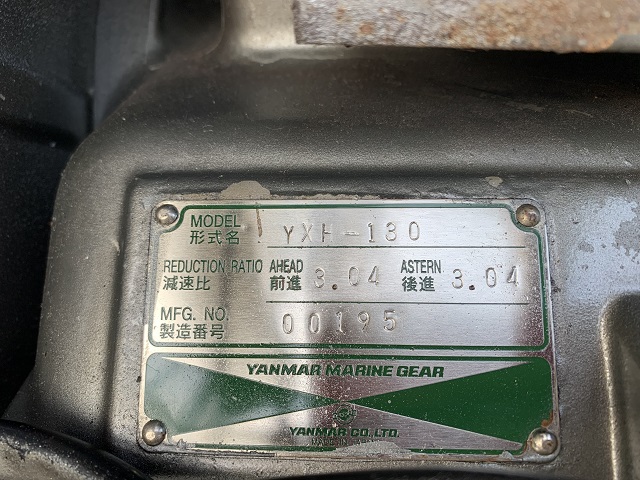 MODEL
形式名 YXH-130
REDUCTION-RATIO AHEAD 3.04 ASTERN 3.04
減速比 前進 後進
MFG. NO. 00195
製造番号
YANMAR MARINE GEAR
YANMAR CO., LTD.